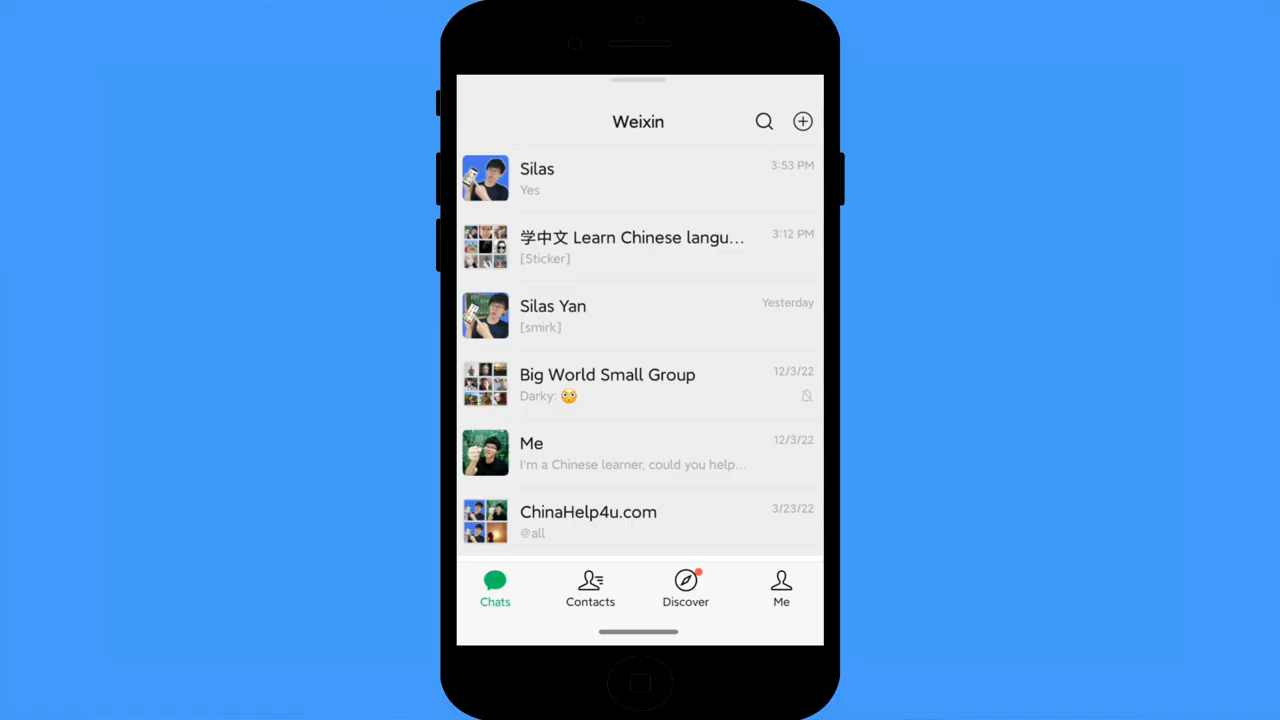 Weixin
Silas
3:53 PM
Yes
学中文 Learn Chinese langu...
3:12 PM
[Sticker]
Silas Yan
Yesterday
[smirk]
Big World Small Group
12/3/22
Darky: 😳
Me
12/3/22
I'm a Chinese learner, could you help...
ChinaHelp4u.com
3/23/22
@all
Chats
Contacts
Discover
Me